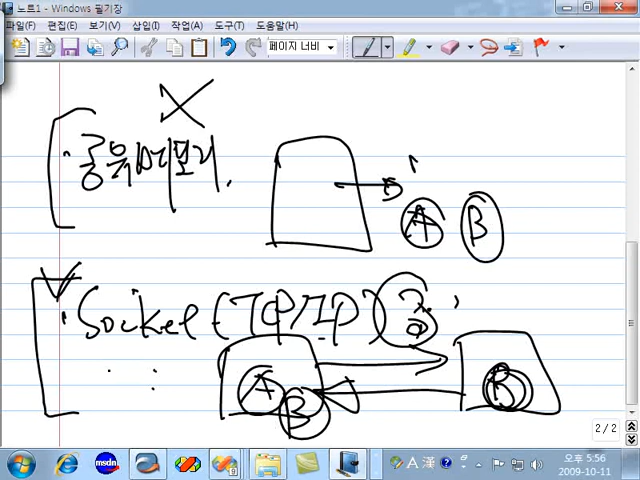 노트1 - Windows 필기장
파일(F) 편집(E) 보기(V) 삽입(I) 작업(A) 도구(T) 도움말(H)
페이지 너비
· 공유메모리.
A B
· Socket (TCP/IP)
A B B
2/2
msn A 漢 ?
오후 5:56
2009-10-11